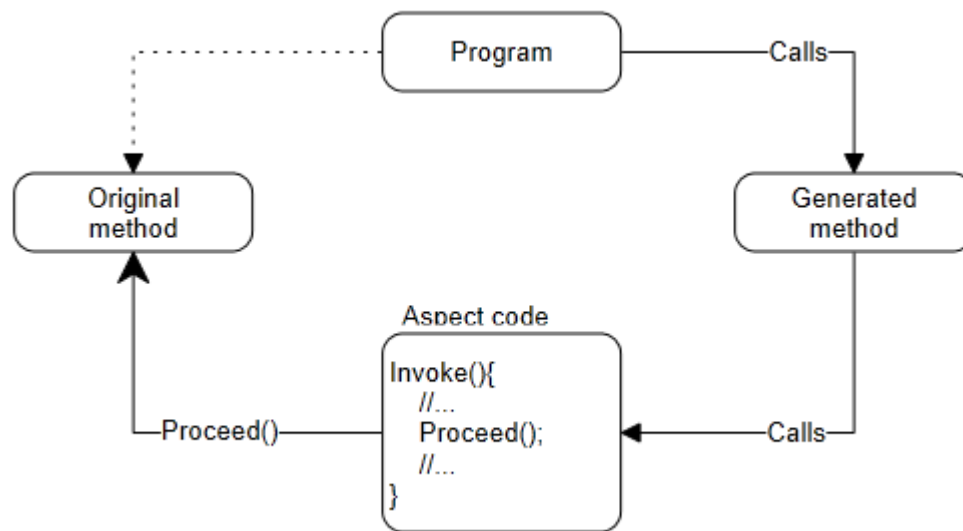 Program
Calls
Original
method
Generated
method
Aspect code
Invoke(){
//...
Proceed();
//...
}
Proceed()
Calls